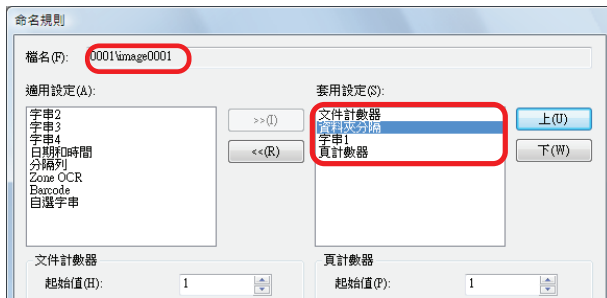 命名規則
檔名(F): 0001\image0001
適用設定(A): 套用設定(S):
字串2
字串3
字串4
日期和時間
分隔列
Zone OCR
Barcode
自選字串
>>(I)
<<(R)
文件計數器
資料夾分隔
字串1
頁計數器
上(U)
下(W)
文件計數器 頁計數器
起始值(H): 1 起始值(P): 1